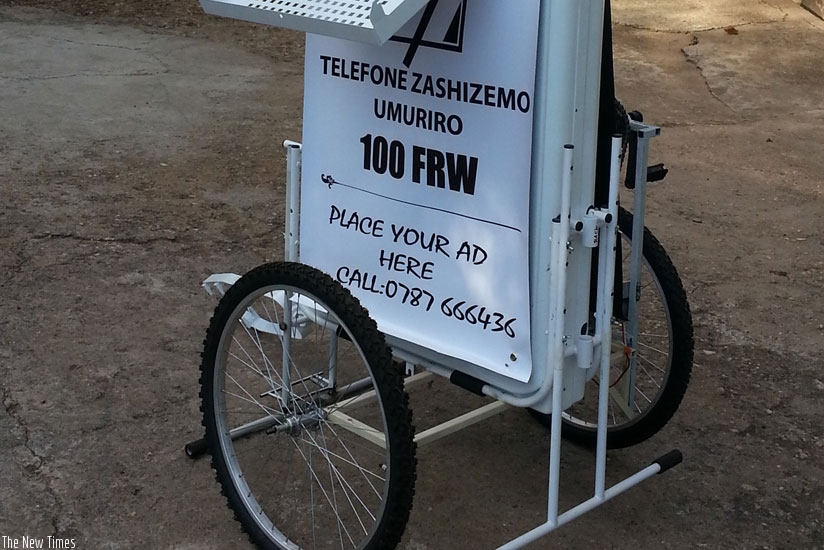 TELEFONE ZASHIZEMO
UMURIRO
100 FRW
PLACE YOUR AD
HERE
CALL:0787 666436
The New Times